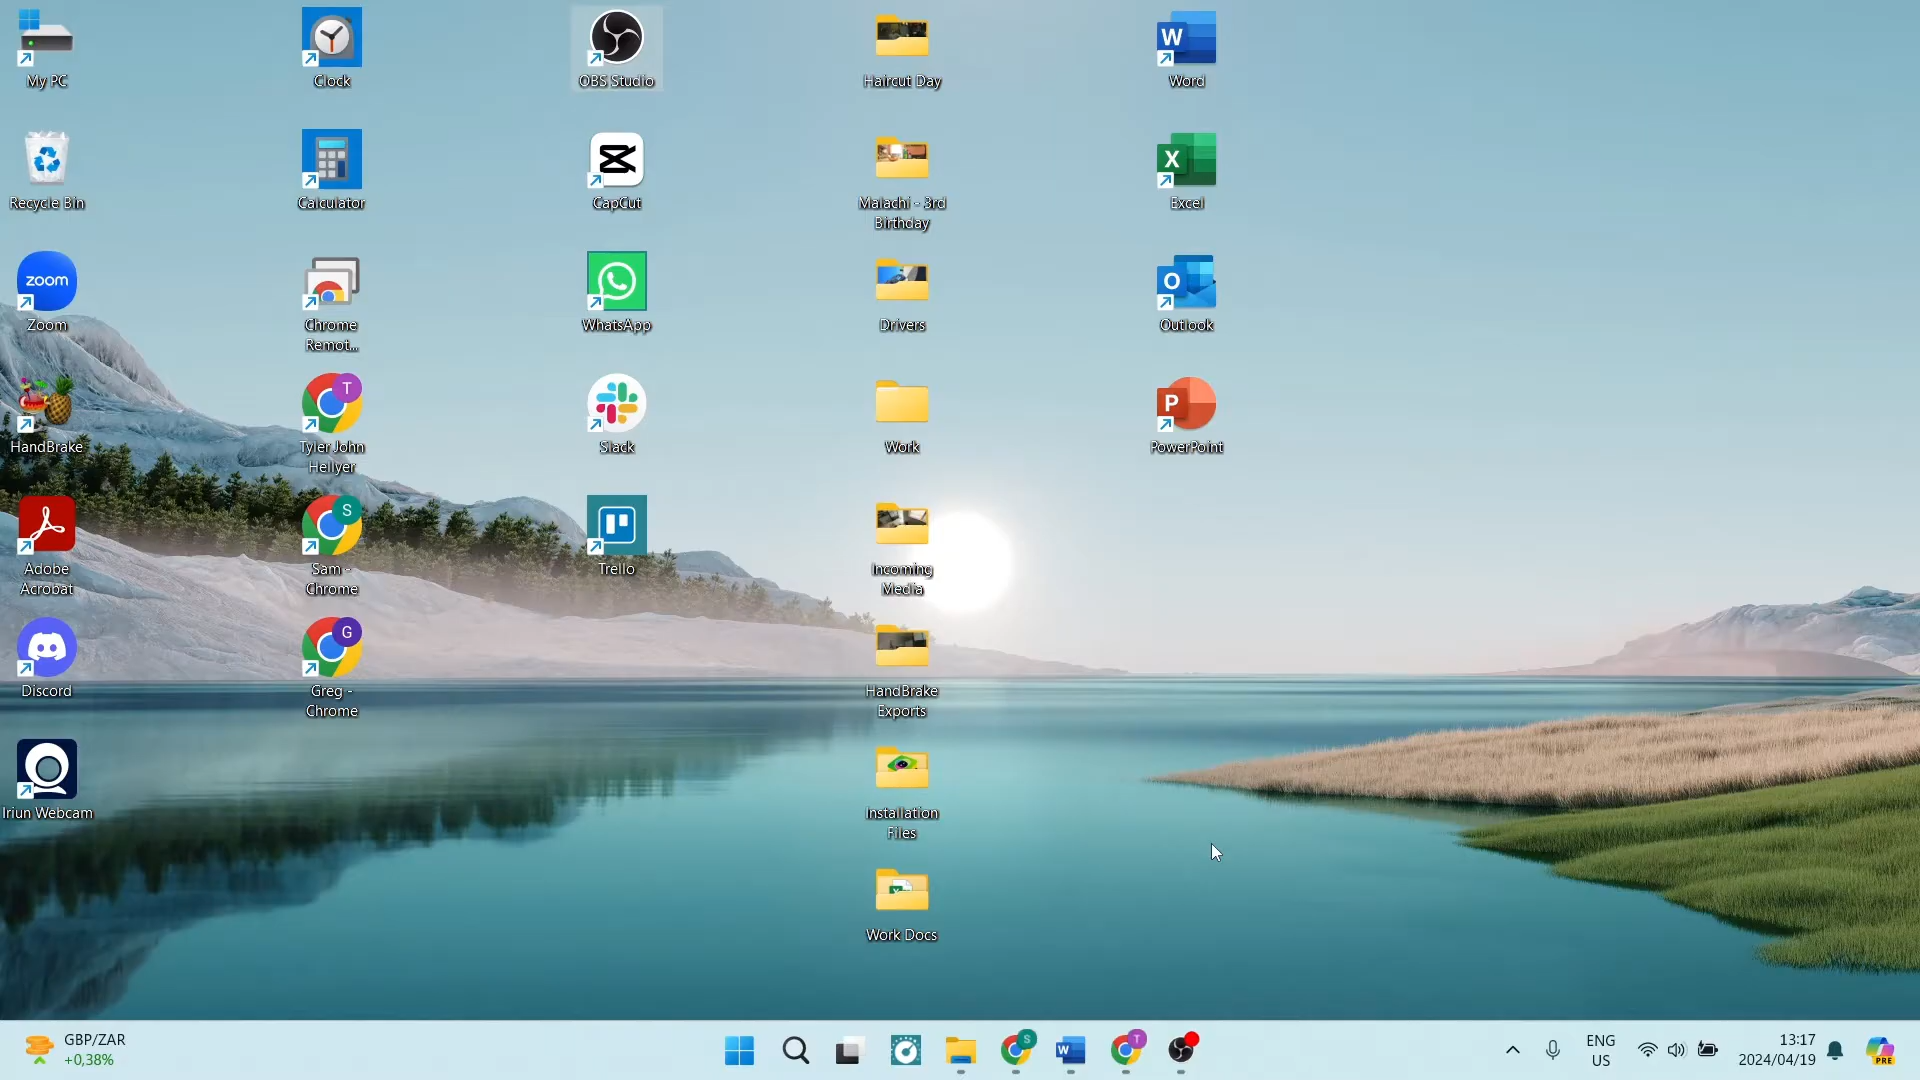 My PC
Clock
OBS Studio
Haircut Day
W
Word
Recycle Bin
Calculator
CapCut
Malachi - 3rd
Birthday
X
Excel
zoom
Zoom
Chrome
Remot...
WhatsApp
Drivers
O
Outlook
HandBrake
T
Tyler John
Hellyer
Slack
Work
P
PowerPoint
Adobe
Acrobat
S
Sam -
Chrome
Trello
Incoming
Media
Discord
G
Greg -
Chrome
HandBrake
Exports
Iriun Webcam
Installation
Files
Work Docs
GBP/ZAR
+0,38%
S
W
T
ENG
US
13:17
2024/04/19
PRE